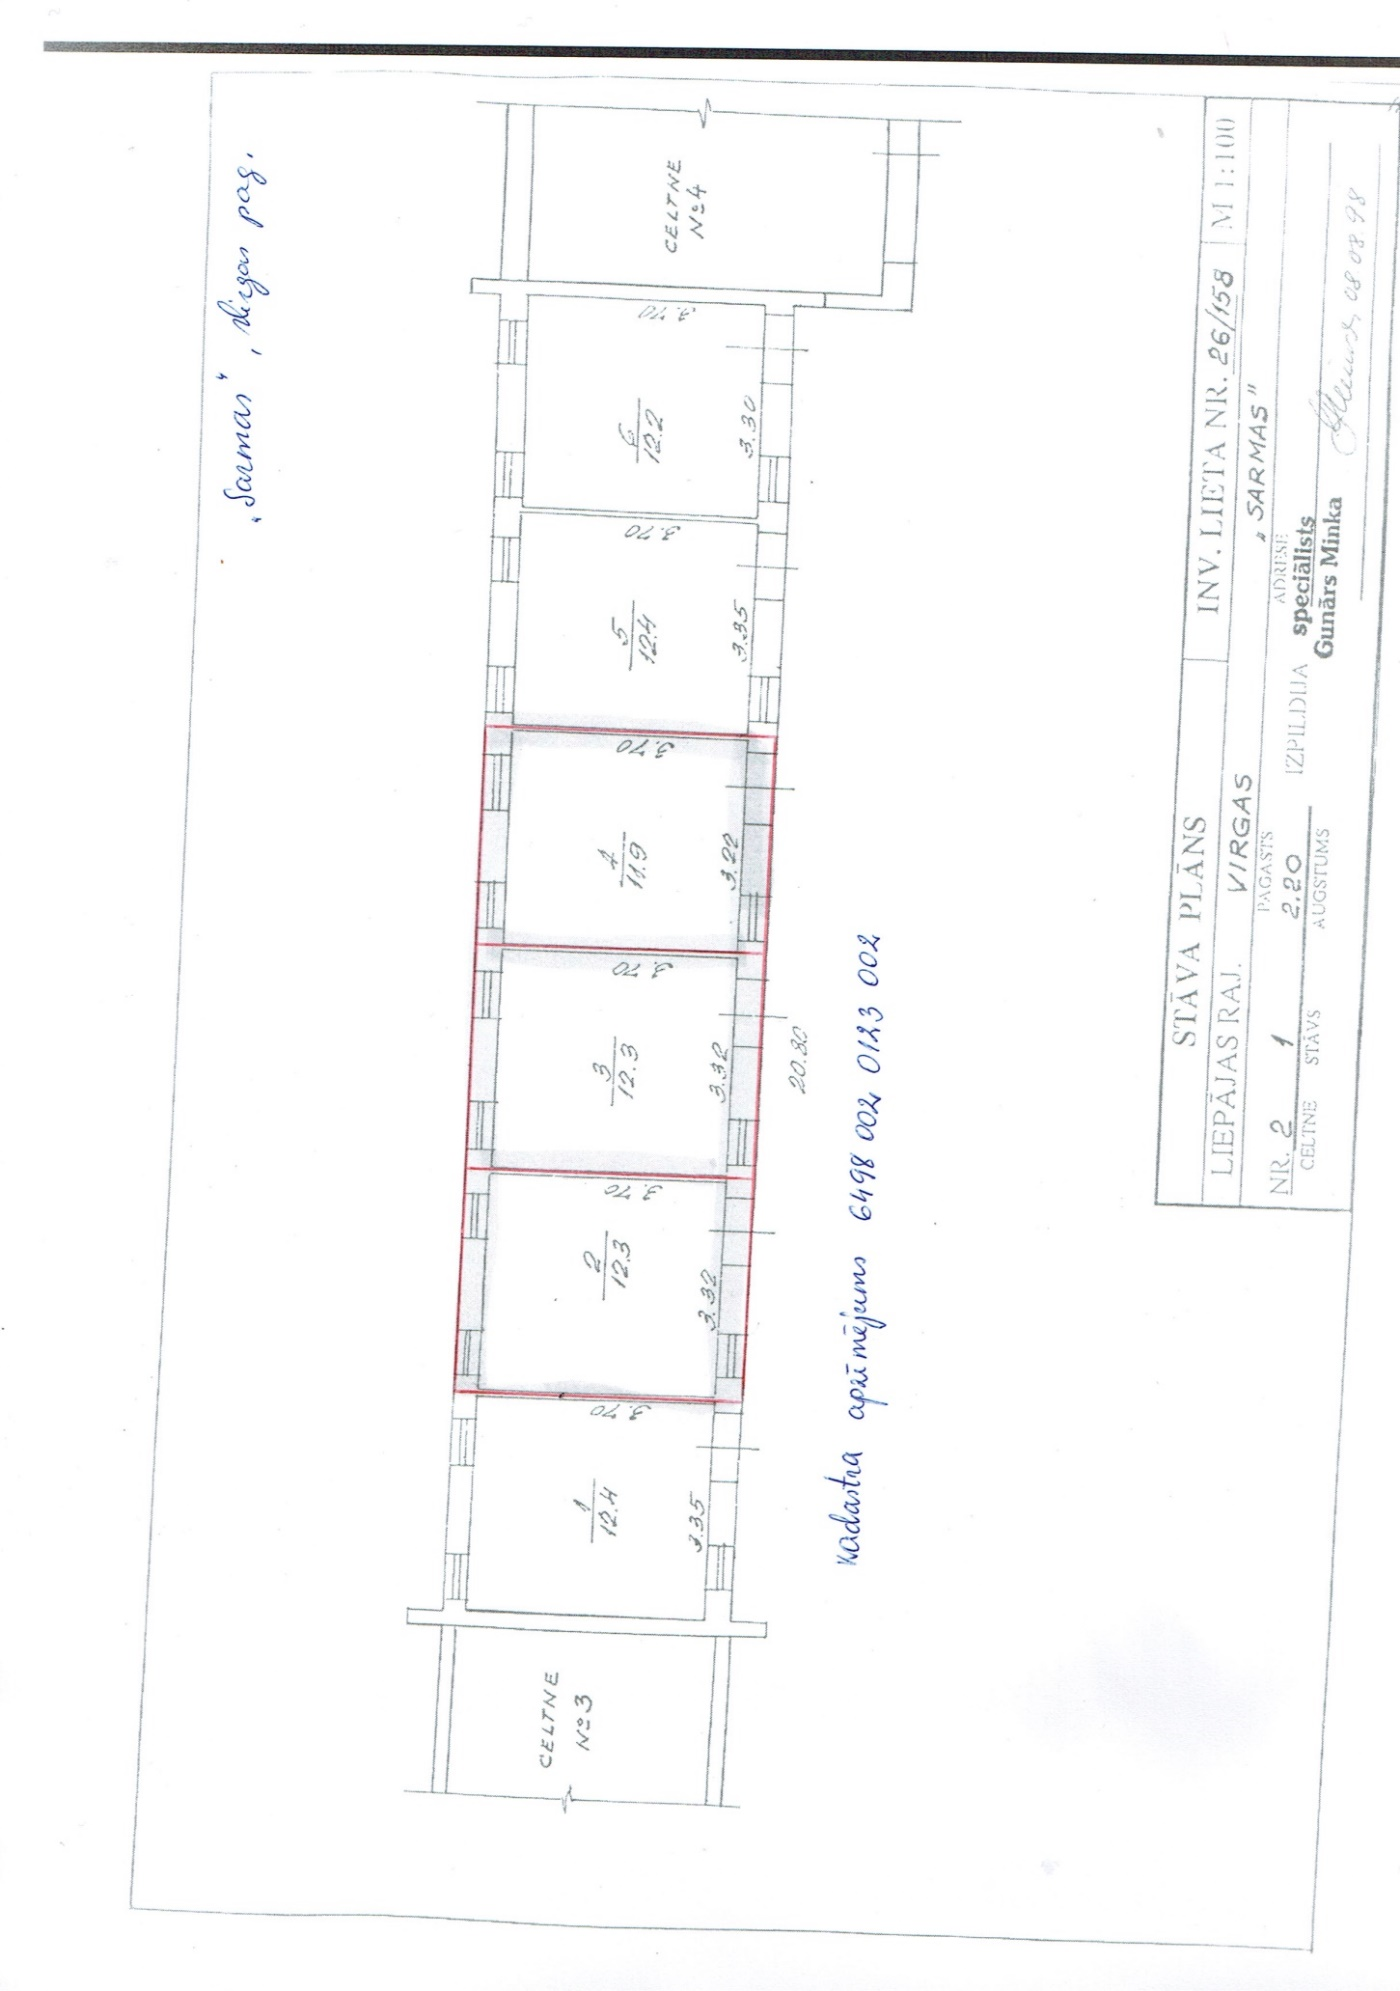 „Sarmas“, Virgas pag.
CELTNE
Nº3
1
12.4
3.70
3.35
2
12.3
3.70
3.32
3
12.3
3.70
3.32
4
11.9
3.70
3.22
5
12.4
3.70
3.35
6
12.2
3.70
3.30
CELTNE
Nº4
20.80
Kadastra apzīmējums 6498 002 0123 002
STĀVA PLĀNS
INV. LIETA NR. 26/158
M 1:100
LIEPĀJAS RAJ. VIRGAS „SARMAS"
PAGASTS ADRESE
NR. 2 1 2.20 IZPILDĪJA speciālists
Gunārs Minka
08.08.98
CELTNE STĀVS AUGSTUMS